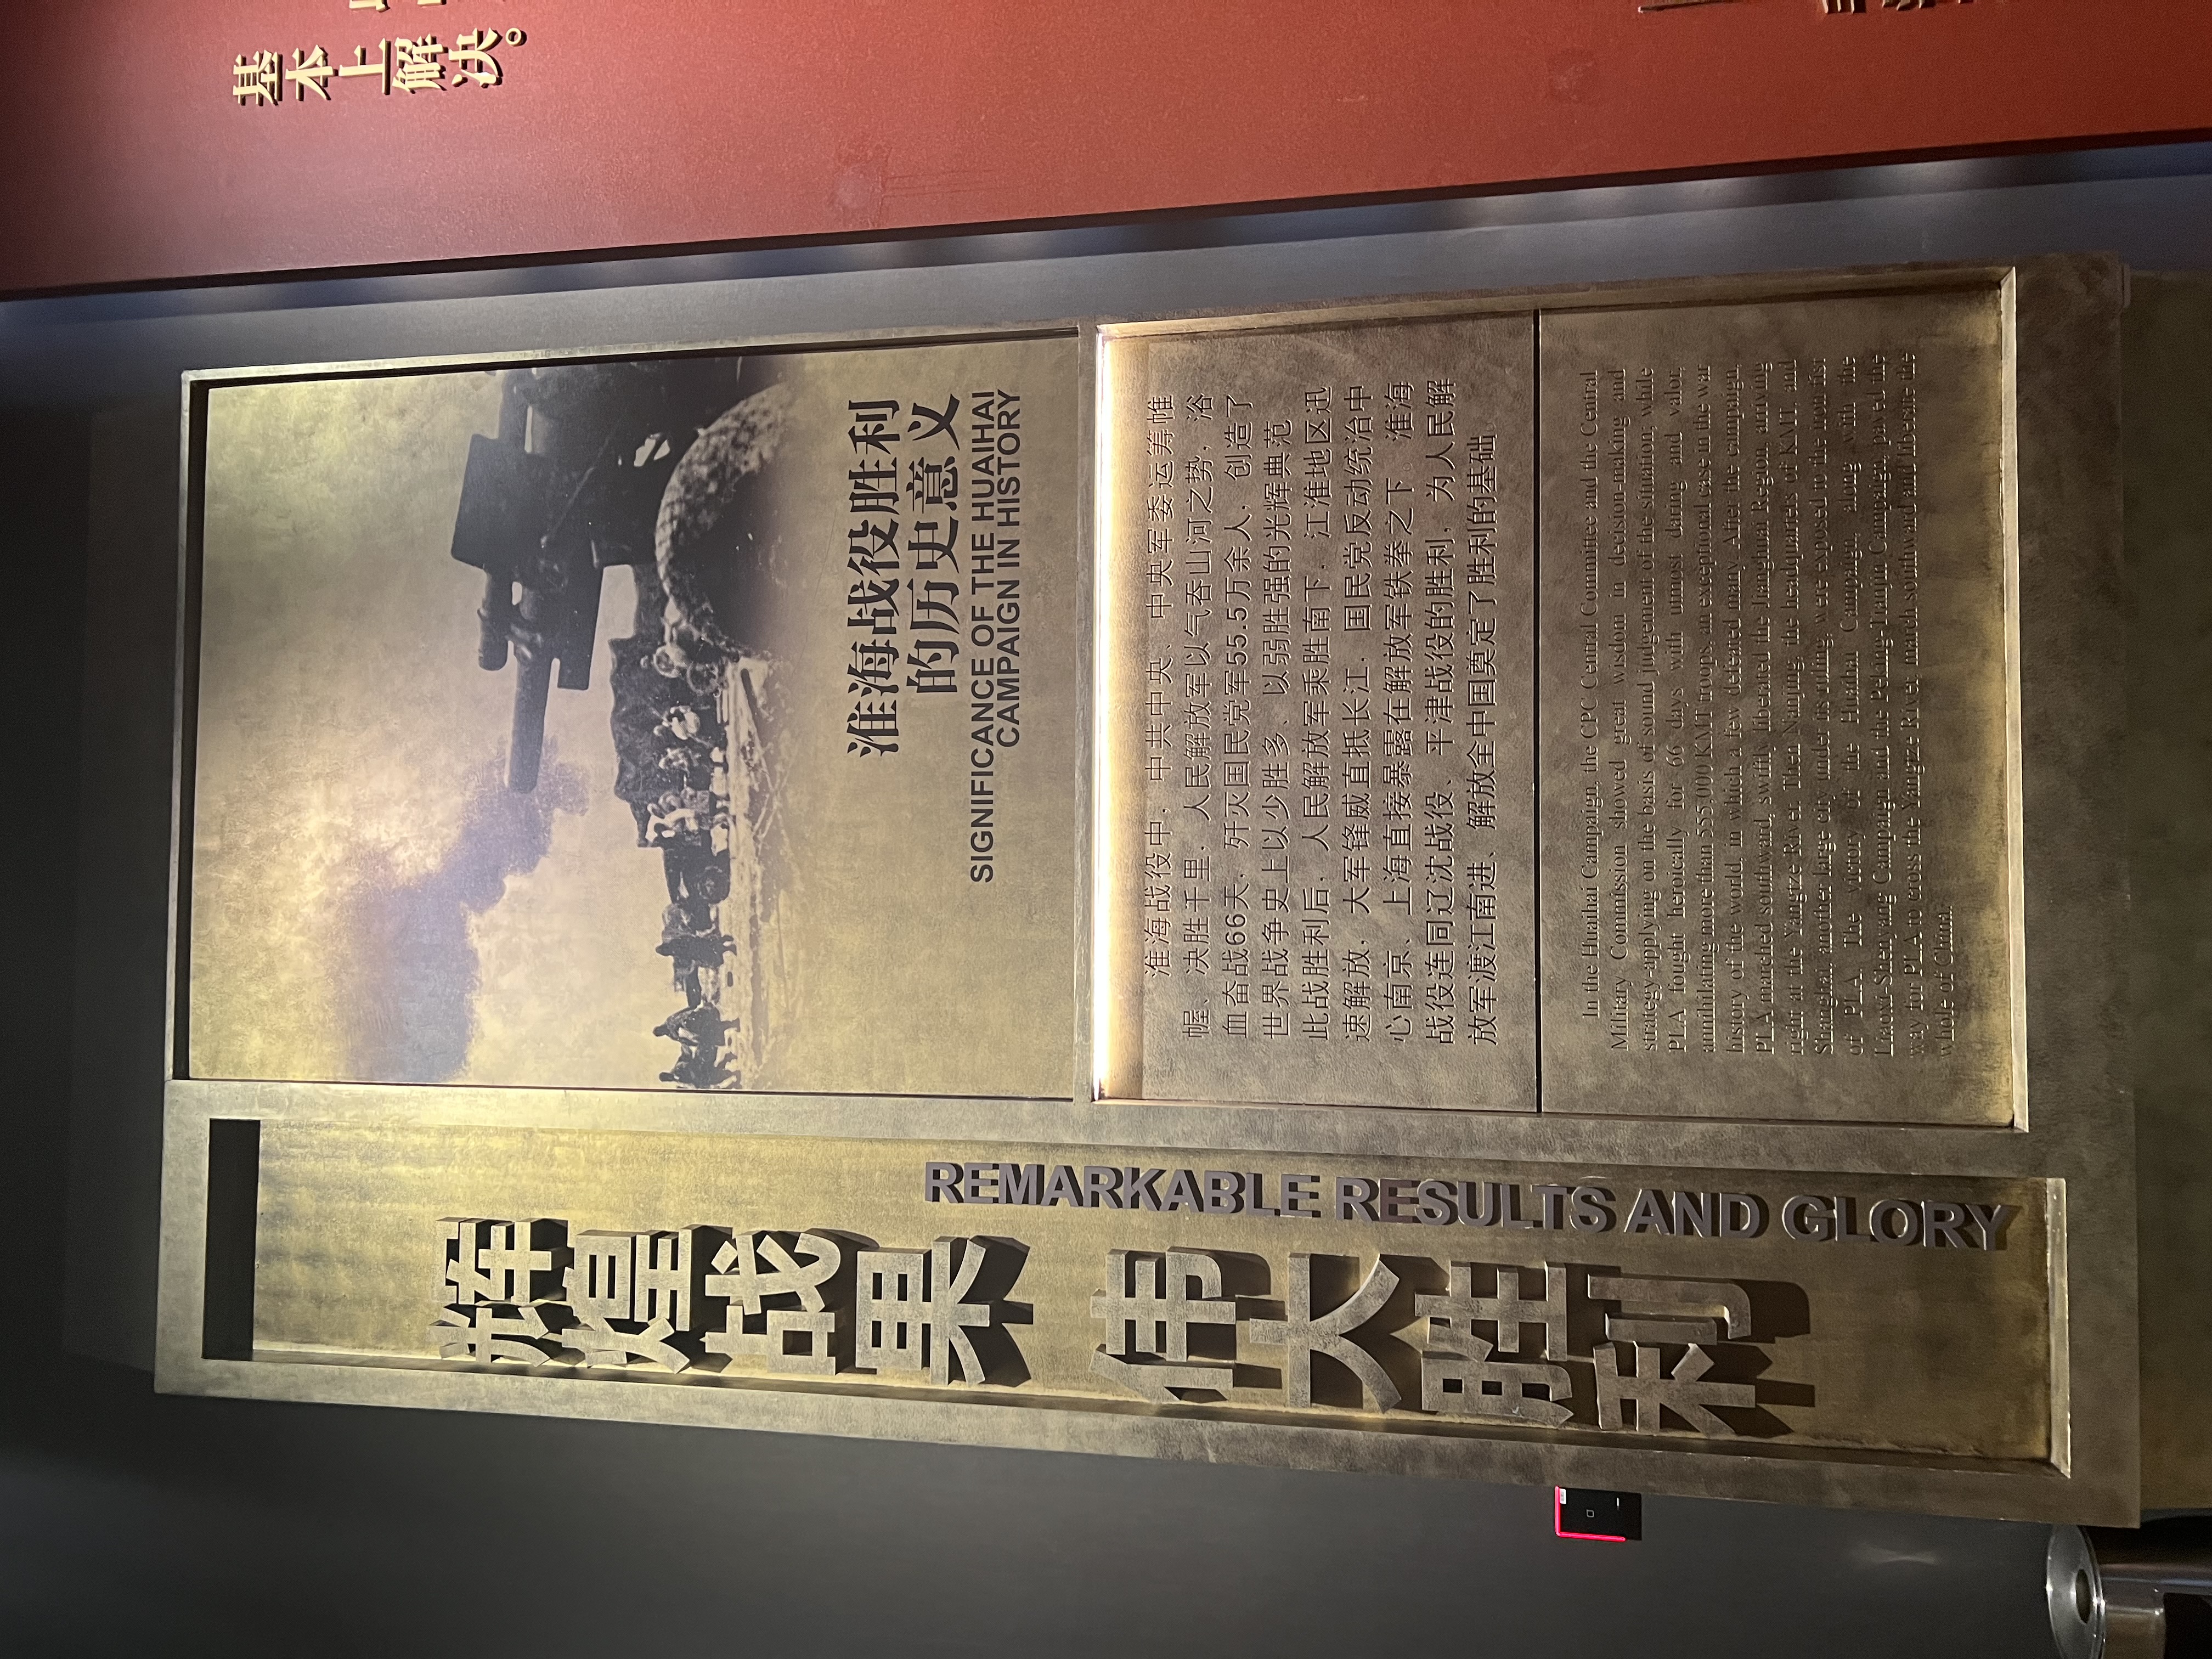 辉煌战果 伟大胜利
REMARKABLE RESULTS AND GLORY
淮海战役胜利
的历史意义
SIGNIFICANCE OF THE HUAIHAI
CAMPAIGN IN HISTORY
淮海战役中，中共中央、中央军委运筹帷
幄、决胜千里，人民解放军以气吞山河之势，浴
血奋战66天，歼灭国民党军55.5万余人，创造了
世界战争史上以少胜多、以弱胜强的光辉典范
此战胜利后，人民解放军乘胜南下，江淮地区迅
速解放，大军锋威直抵长江，国民党反动统治中
心南京、上海直接暴露在解放军铁拳之下。淮海
战役连同辽沈战役、平津战役的胜利，为人民解
放军渡江南进、解放全中国奠定了胜利的基础
In the Huaihai Campaign, the CPC Central Committee and the Central
Military Commission showed great wisdom in decision-making and
strategy-applying on the basis of sound judgement of the situation; while
PLA fought heroically for 66 days with utmost daring and valor,
annihilating more than 555,000 KMT troops, an exceptional case in the war
history of the world, in which a few defeated many. After the campaign,
PLA marched southward, swiftly liberated the Jianghuai Region, arriving
right at the Yangtze River. Then Nanjing, the headquarters of KMT, and
Shanghai, another large city under its ruling, were exposed to the iron fist
of PLA. The victory of the Huaihai Campaign, along with the
Liaoxi-Shenyang Campaign and the Peking-Tianjin Campaign, paved the
way for PLA to cross the Yangtze River, march southward and liberate the
whole of China.
基本上解决。